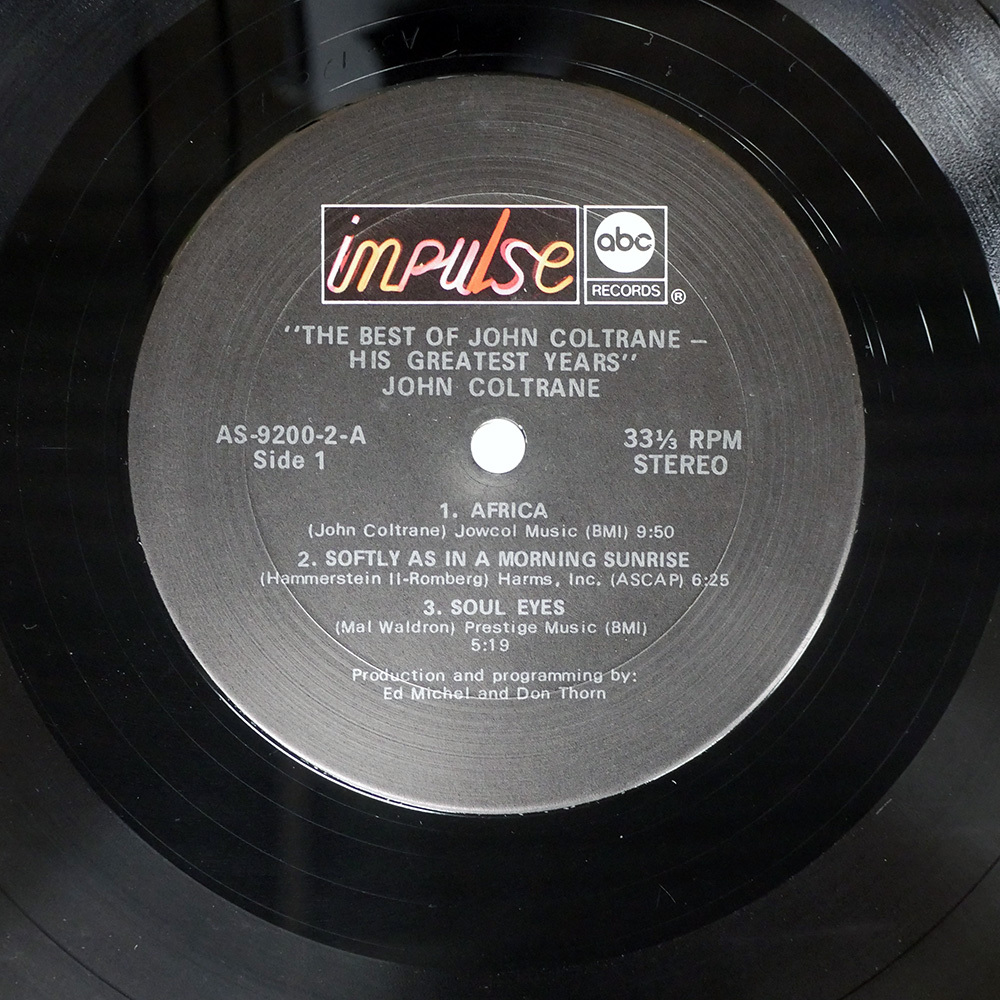 impulse
abc
RECORDS ®
"THE BEST OF JOHN COLTRANE –
HIS GREATEST YEARS"
JOHN COLTRANE
AS-9200-2-A
Side 1
33⅓ RPM
STEREO
1. AFRICA
(John Coltrane) Jowcol Music (BMI) 9:50
2. SOFTLY AS IN A MORNING SUNRISE
(Hammerstein II-Romberg) Harms, Inc. (ASCAP) 6:25
3. SOUL EYES
(Mal Waldron) Prestige Music (BMI)
5:19
Production and programming by:
Ed Michel and Don Thorn